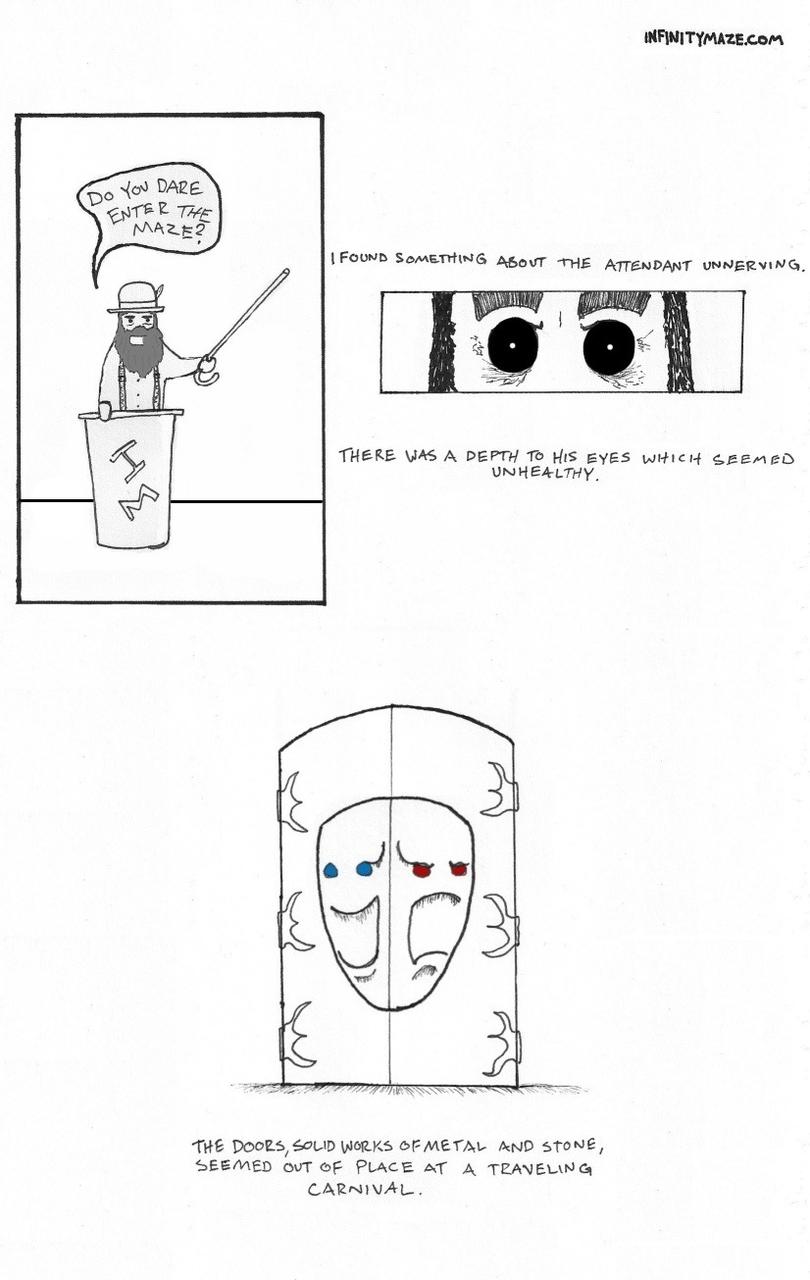 INFINITYMAZE.COM
DO YOU DARE
ENTER THE
MAZE?
I FOUND SOMETHING ABOUT THE ATTENDANT UNNERVING.
THERE WAS A DEPTH TO HIS EYES WHICH SEEMED
UNHEALTHY.
I
M
THE DOORS, SOLID WORKS OF METAL AND STONE,
SEEMED OUT OF PLACE AT A TRAVELING
CARNIVAL.